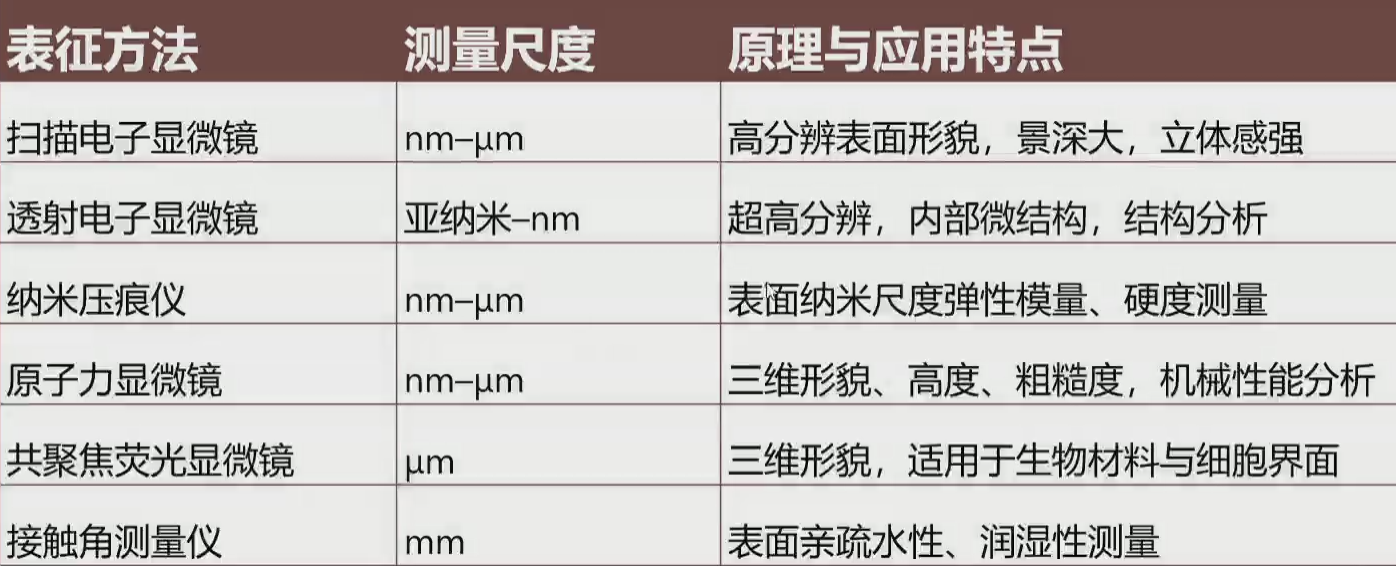 表征方法 测量尺度 原理与应用特点
扫描电子显微镜 nm–μm 高分辨表面形貌，景深大，立体感强
透射电子显微镜 亚纳米–nm 超高分辨，内部微结构，结构分析
纳米压痕仪 nm–μm 表面纳米尺度弹性模量、硬度测量
原子力显微镜 nm–μm 三维形貌、高度、粗糙度，机械性能分析
共聚焦荧光显微镜 μm 三维形貌，适用于生物材料与细胞界面
接触角测量仪 mm 表面亲疏水性、润湿性测量